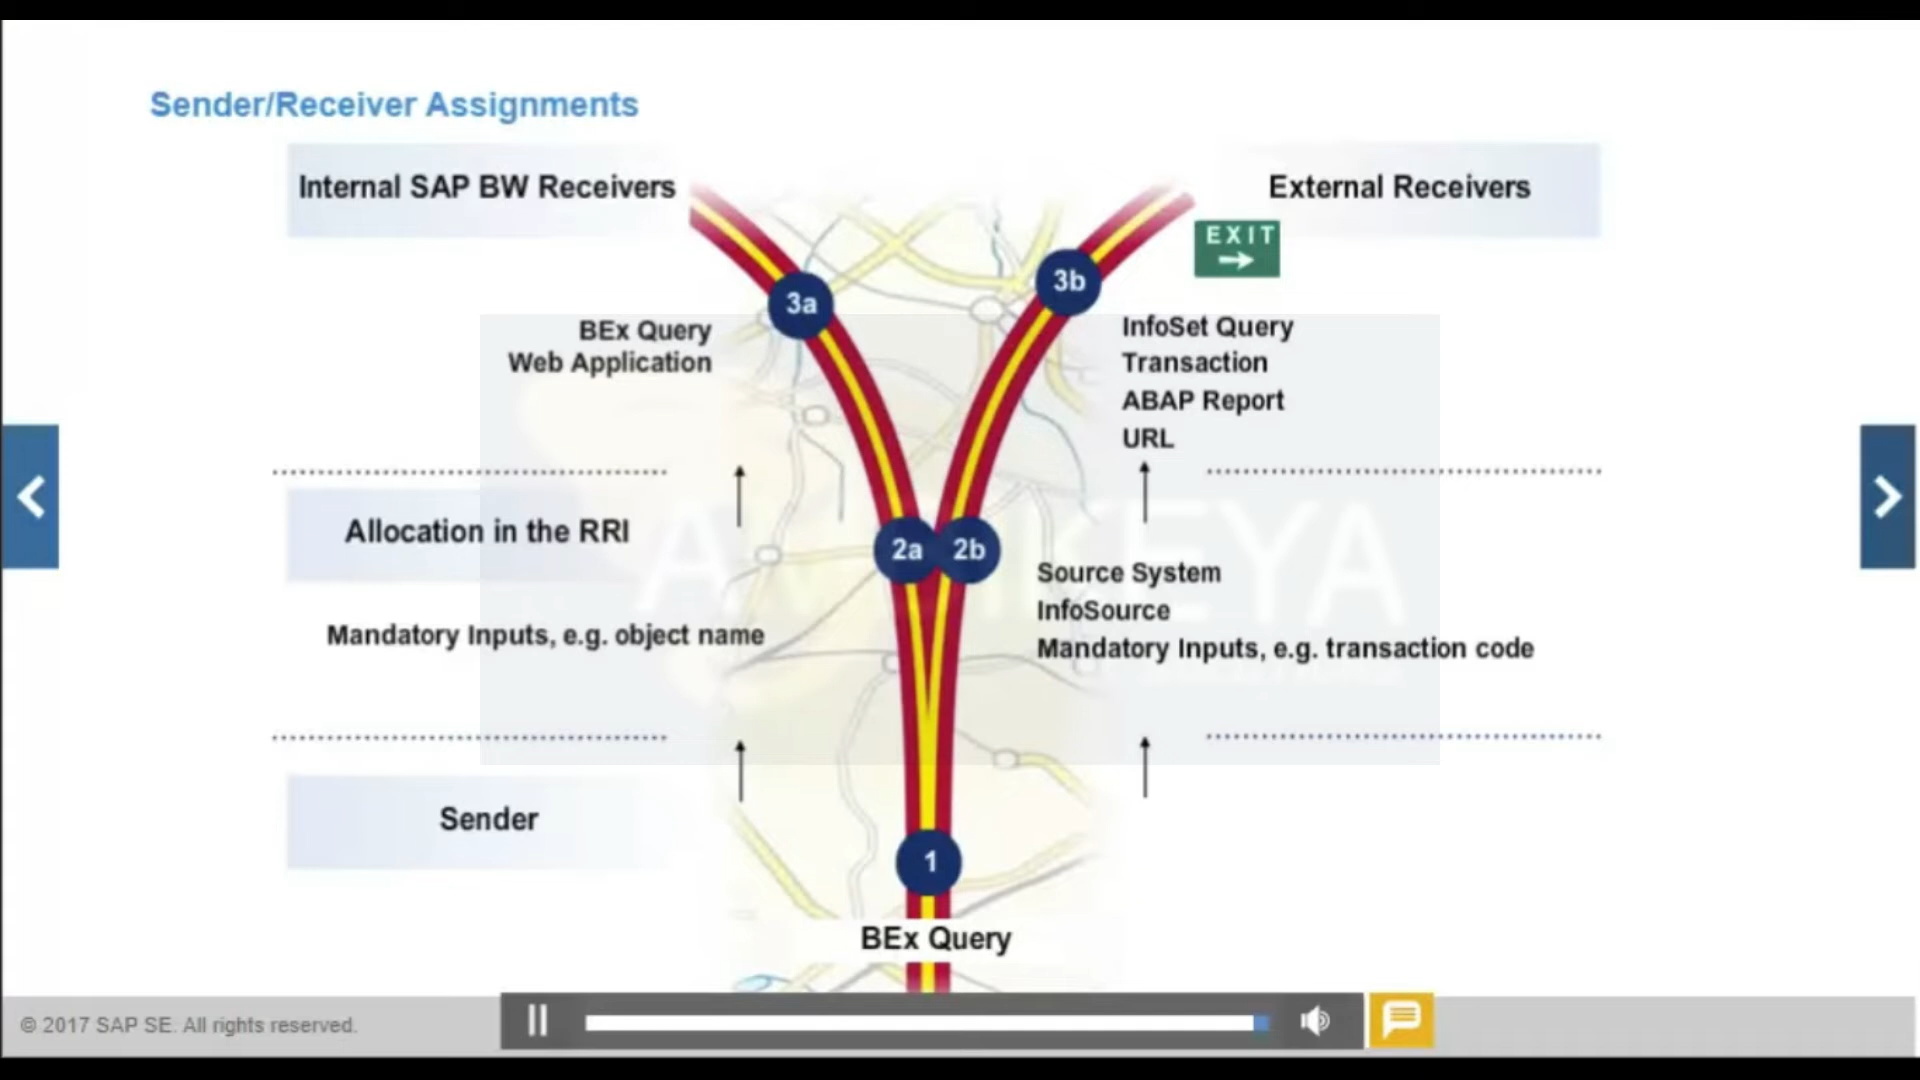 Sender/Receiver Assignments
Internal SAP BW Receivers
External Receivers
EXIT
3a
3b
BEx Query
Web Application
InfoSet Query
Transaction
ABAP Report
URL
Allocation in the RRI
2a
2b
Mandatory Inputs, e.g. object name
Source System
InfoSource
Mandatory Inputs, e.g. transaction code
Sender
1
BEx Query
© 2017 SAP SE. All rights reserved.